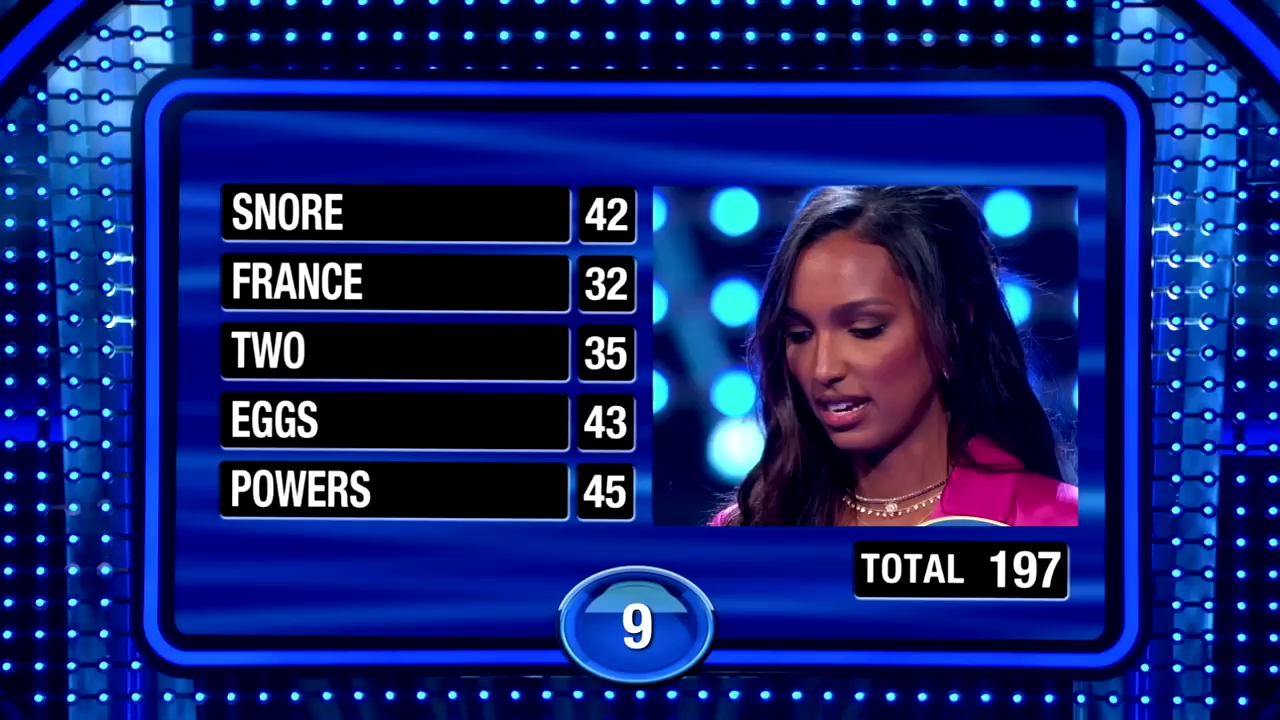 SNORE 42
FRANCE 32
TWO 35
EGGS 43
POWERS 45
TOTAL 197
9